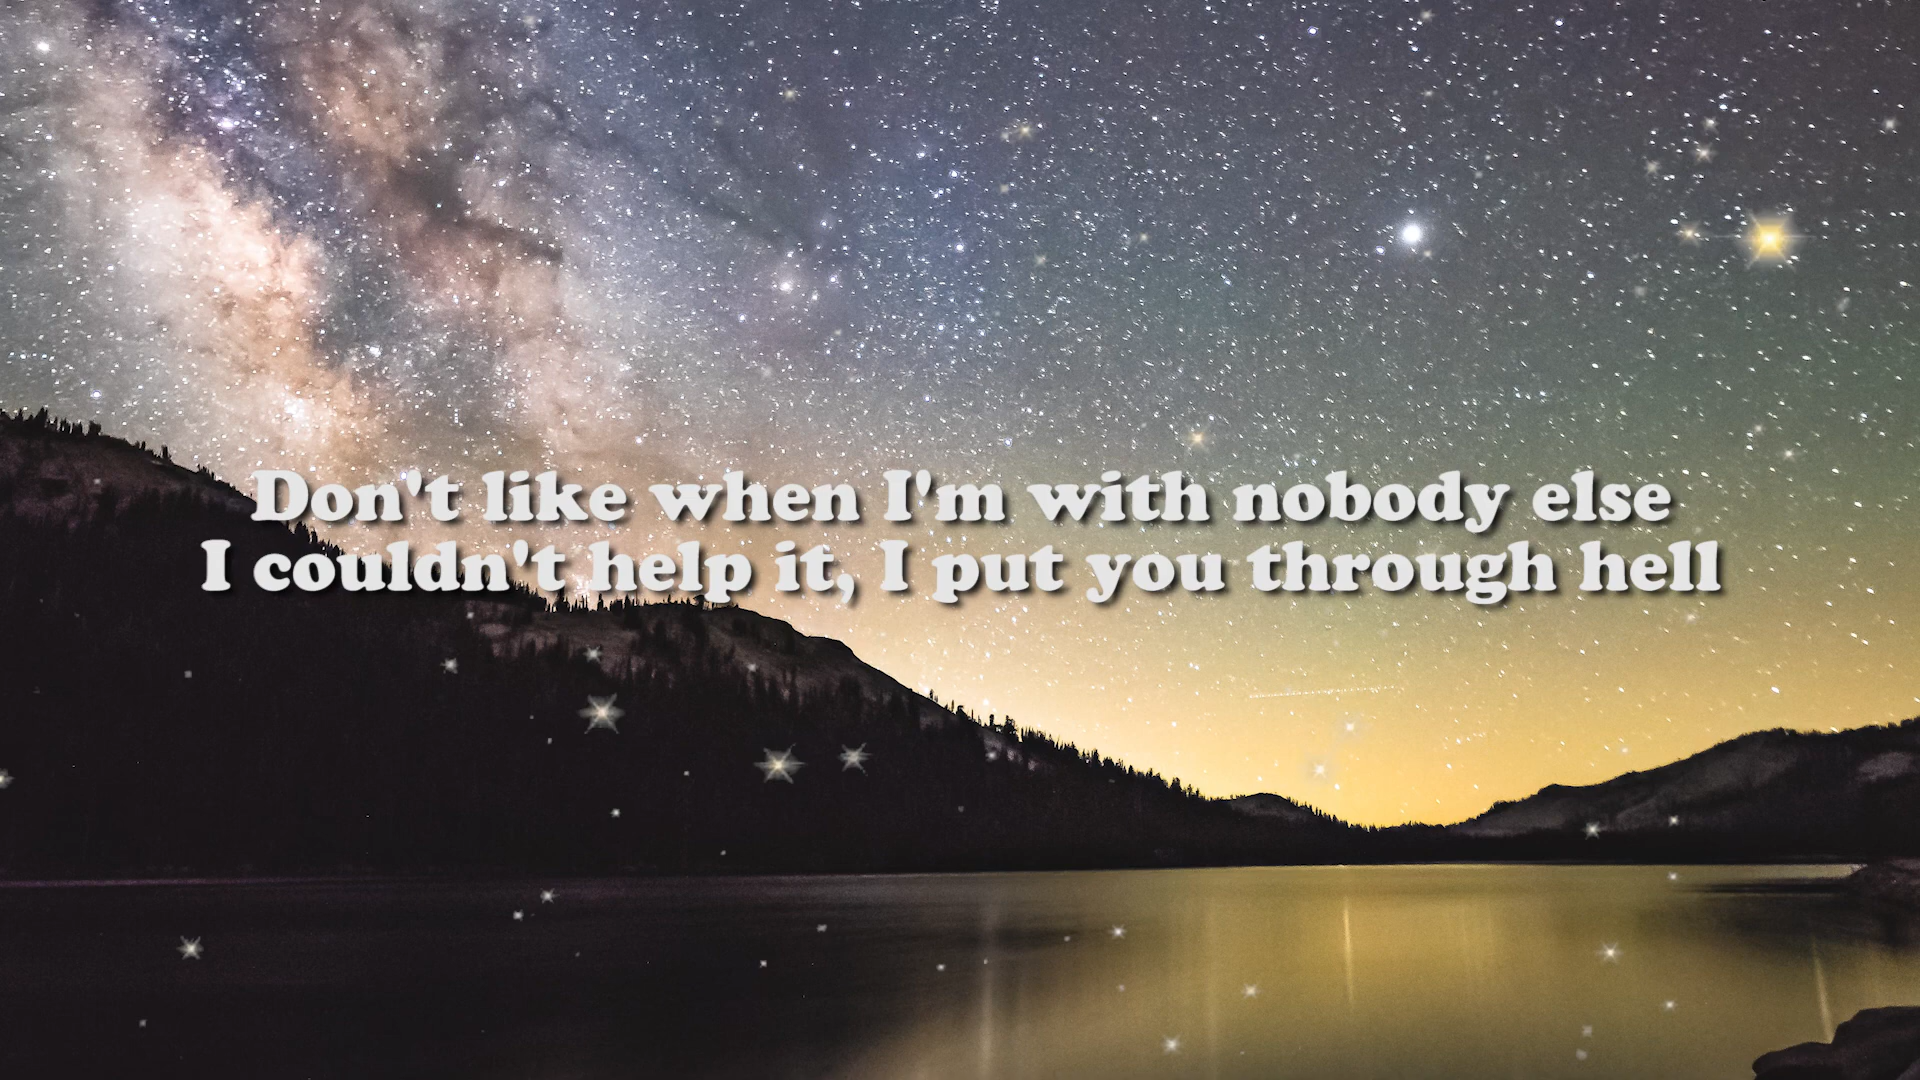 Don't like when I'm with nobody else
I couldn't help it, I put you through hell